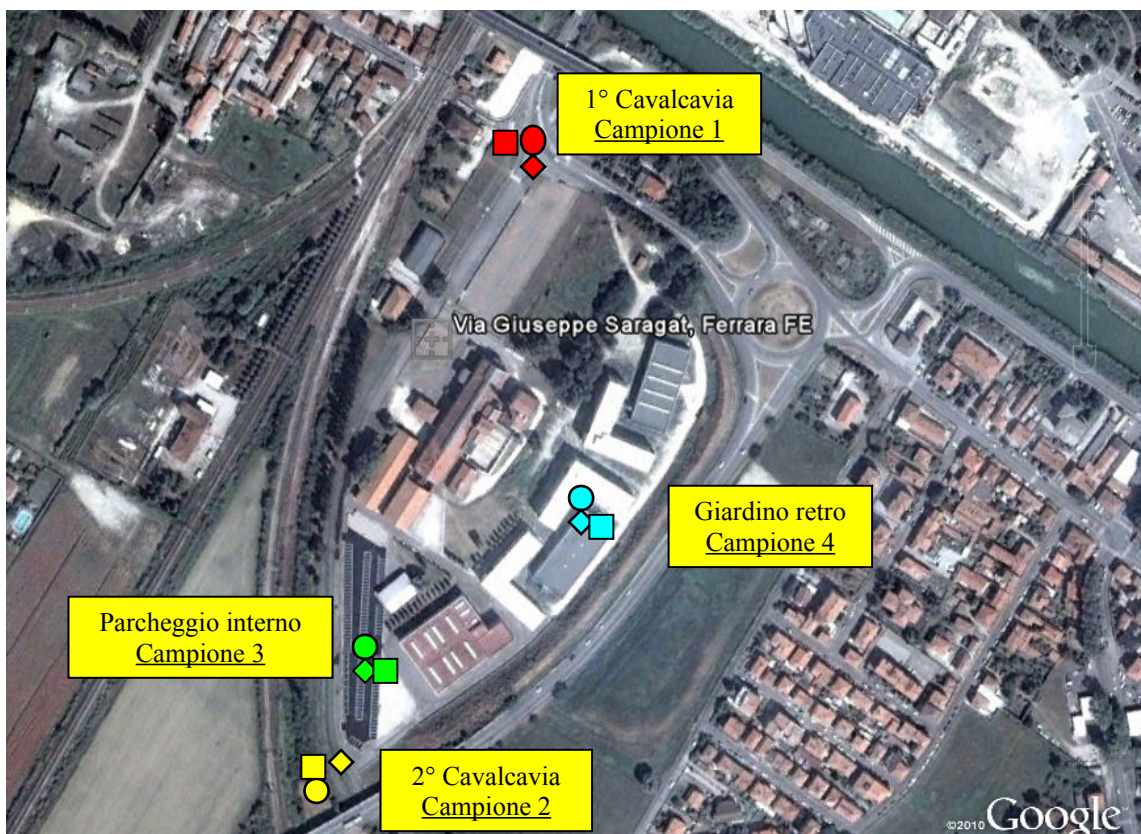 1° Cavalcavia
Campione 1
Via Giuseppe Saragat, Ferrara FE
Giardino retro
Campione 4
Parcheggio interno
Campione 3
2° Cavalcavia
Campione 2
©2010 Google